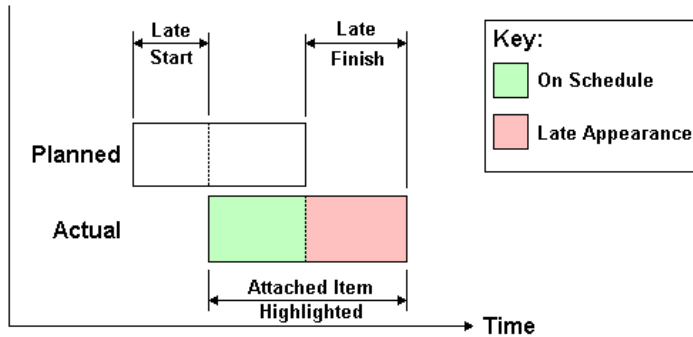 Late
Start
Late
Finish
Key:
On Schedule
Late Appearance
Planned
Actual
Attached Item
Highlighted
Time